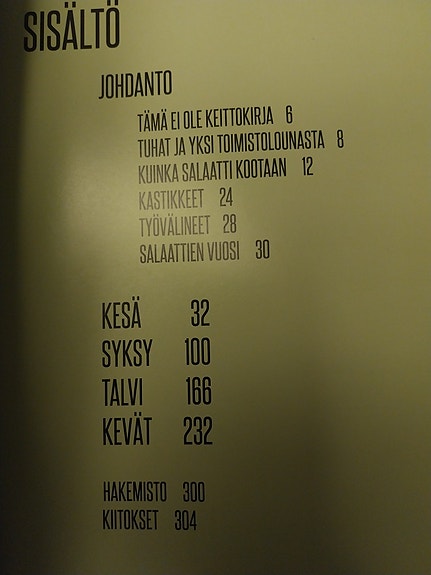 SISÄLTÖ
JOHDANTO
TÄMÄ EI OLE KEITTOKIRJA 6
TUHAT JA YKSI TOIMISTOLOUNASTA 8
KUINKA SALAATTI KOOTAAN 12
KASTIKKEET 24
TYÖVÄLINEET 28
SALAATTIEN VUOSI 30
KESÄ 32
SYKSY 100
TALVI 166
KEVÄT 232
HAKEMISTO 300
KIITOKSET 304